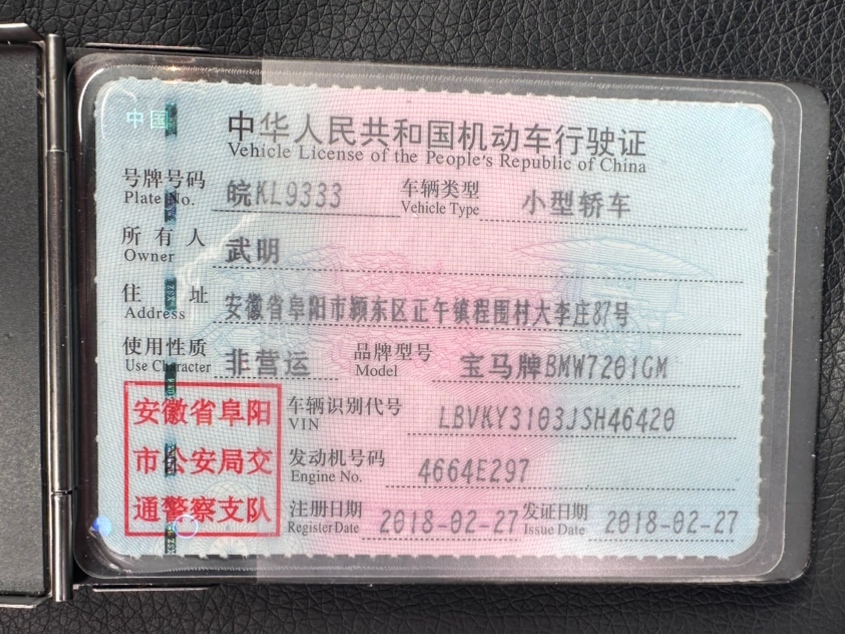 中国
中华人民共和国机动车行驶证
Vehicle License of the People's Republic of China
号牌号码 皖KL9333 车辆类型 小型轿车
Plate No. Vehicle Type
所有人 武明
Owner
住址 安徽省阜阳市颍东区正午镇程围村大李庄87号
Address
使用性质 非营运 品牌型号 宝马牌BMW7201GM
Use Character Model
安徽省阜阳 车辆识别代号 LBVKY3103JSH46420
VIN
市公安局交 发动机号码 4664E297
Engine No.
通警察支队 注册日期 2018-02-27 发证日期 2018-02-27
Register Date Issue Date